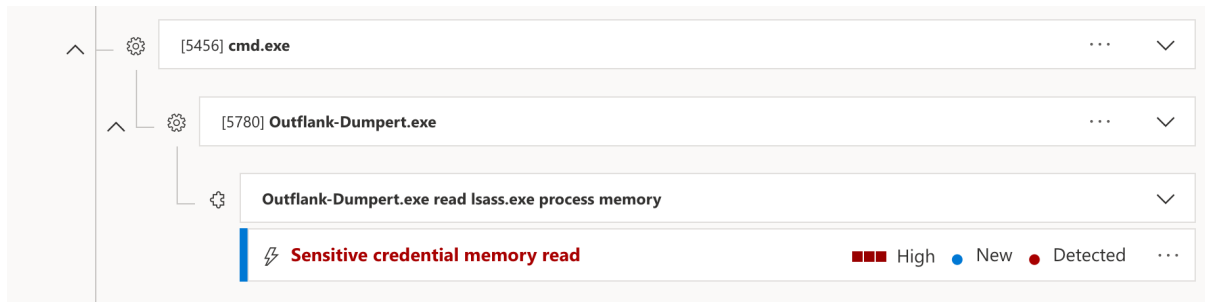 [5456] cmd.exe ...
[5780] Outflank-Dumpert.exe ...
Outflank-Dumpert.exe read lsass.exe process memory
Sensitive credential memory read High New Detected ...